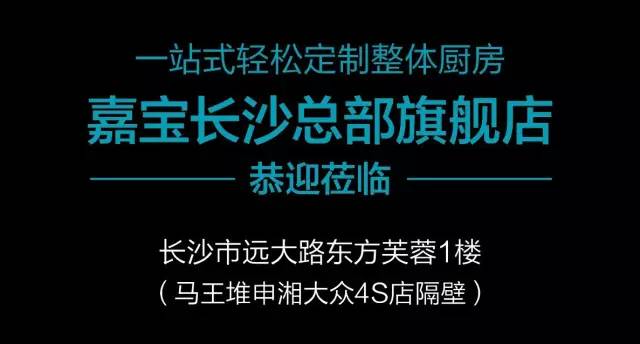 一站式轻松定制整体厨房
嘉宝长沙总部旗舰店
恭迎莅临
长沙市远大路东方芙蓉1楼
（马王堆申湘大众4S店隔壁）